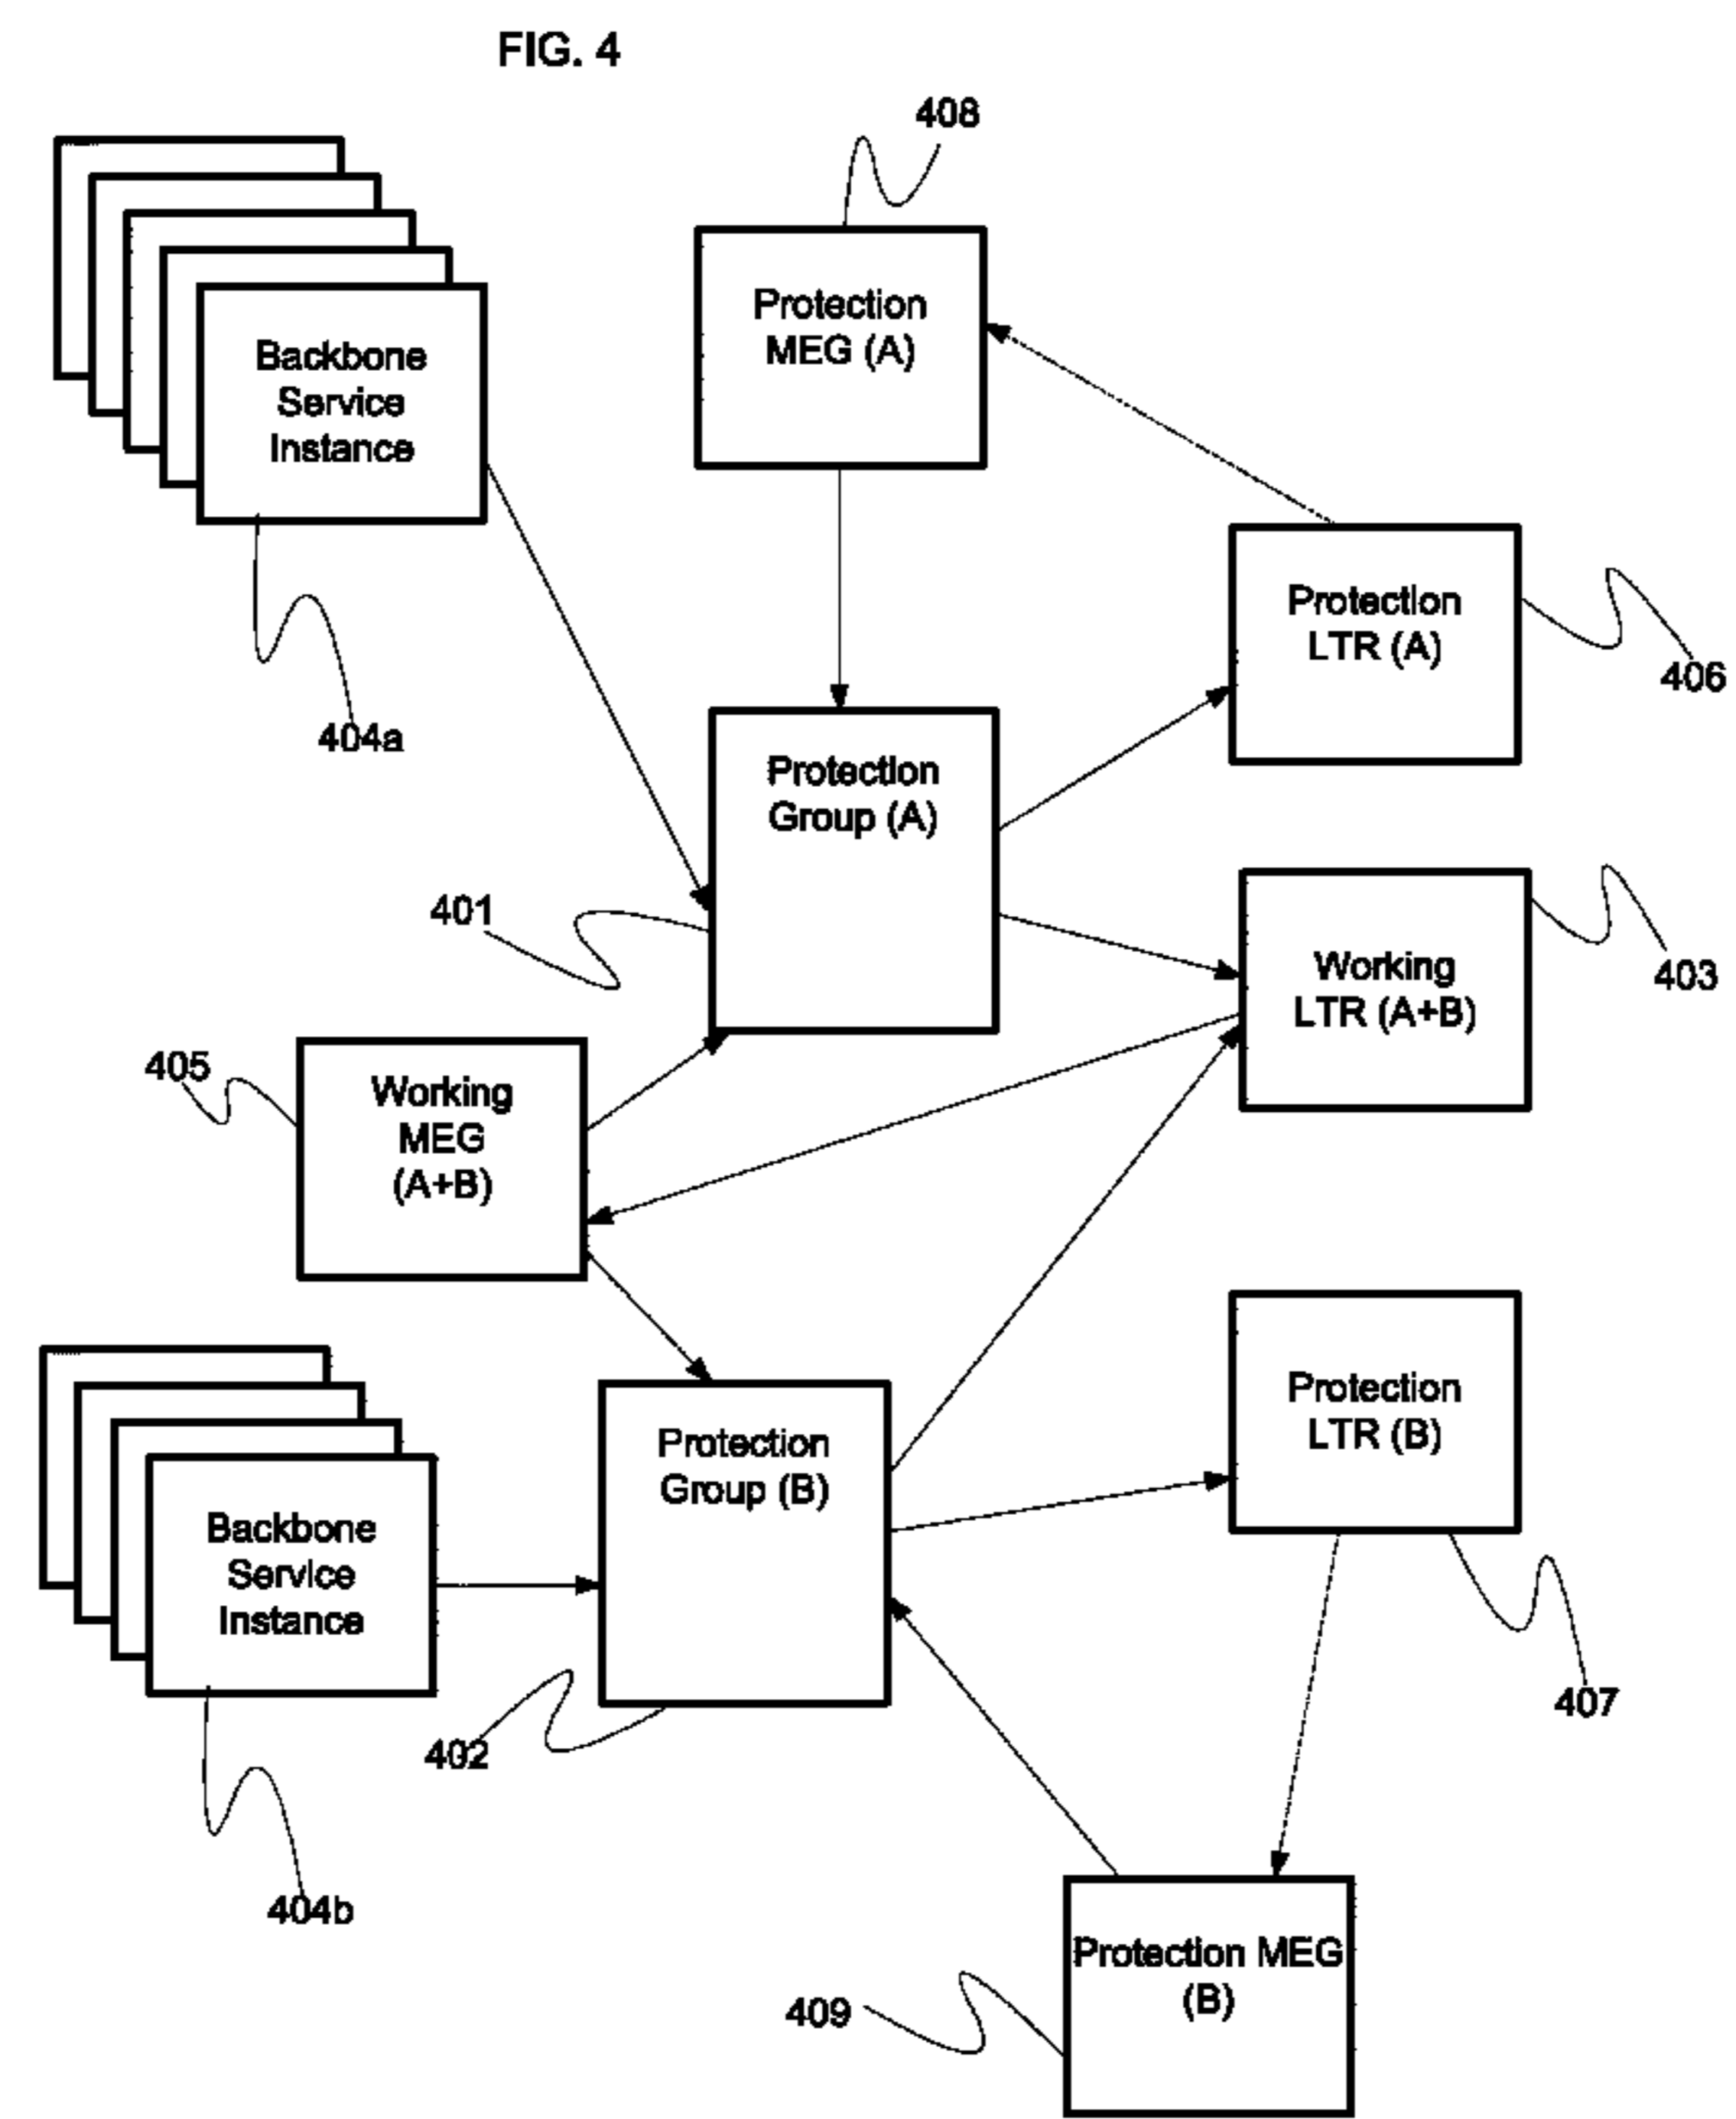 FIG. 4
408
Protection
MEG (A)
Backbone
Service
Instance
404a
Protection
LTR (A)
406
Protection
Group (A)
401
403
Working
LTR (A+B)
405
Working
MEG
(A+B)
Protection
LTR (B)
407
Protection
Group (B)
402
Backbone
Service
Instance
404b
Protection MEG
(B)
409